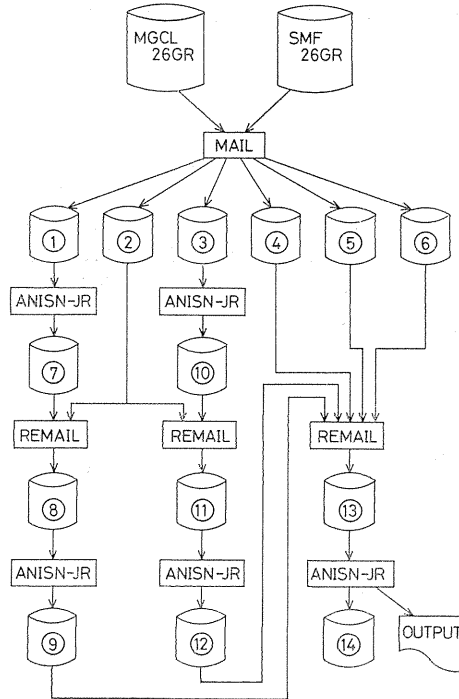 MGCL
26GR
SMF
26GR
MAIL
①
②
③
④
⑤
⑥
ANISN-JR
ANISN-JR
⑦
⑩
REMAIL
REMAIL
REMAIL
⑧
⑪
⑬
ANISN-JR
ANISN-JR
ANISN-JR
⑨
⑫
⑭
OUTPUT